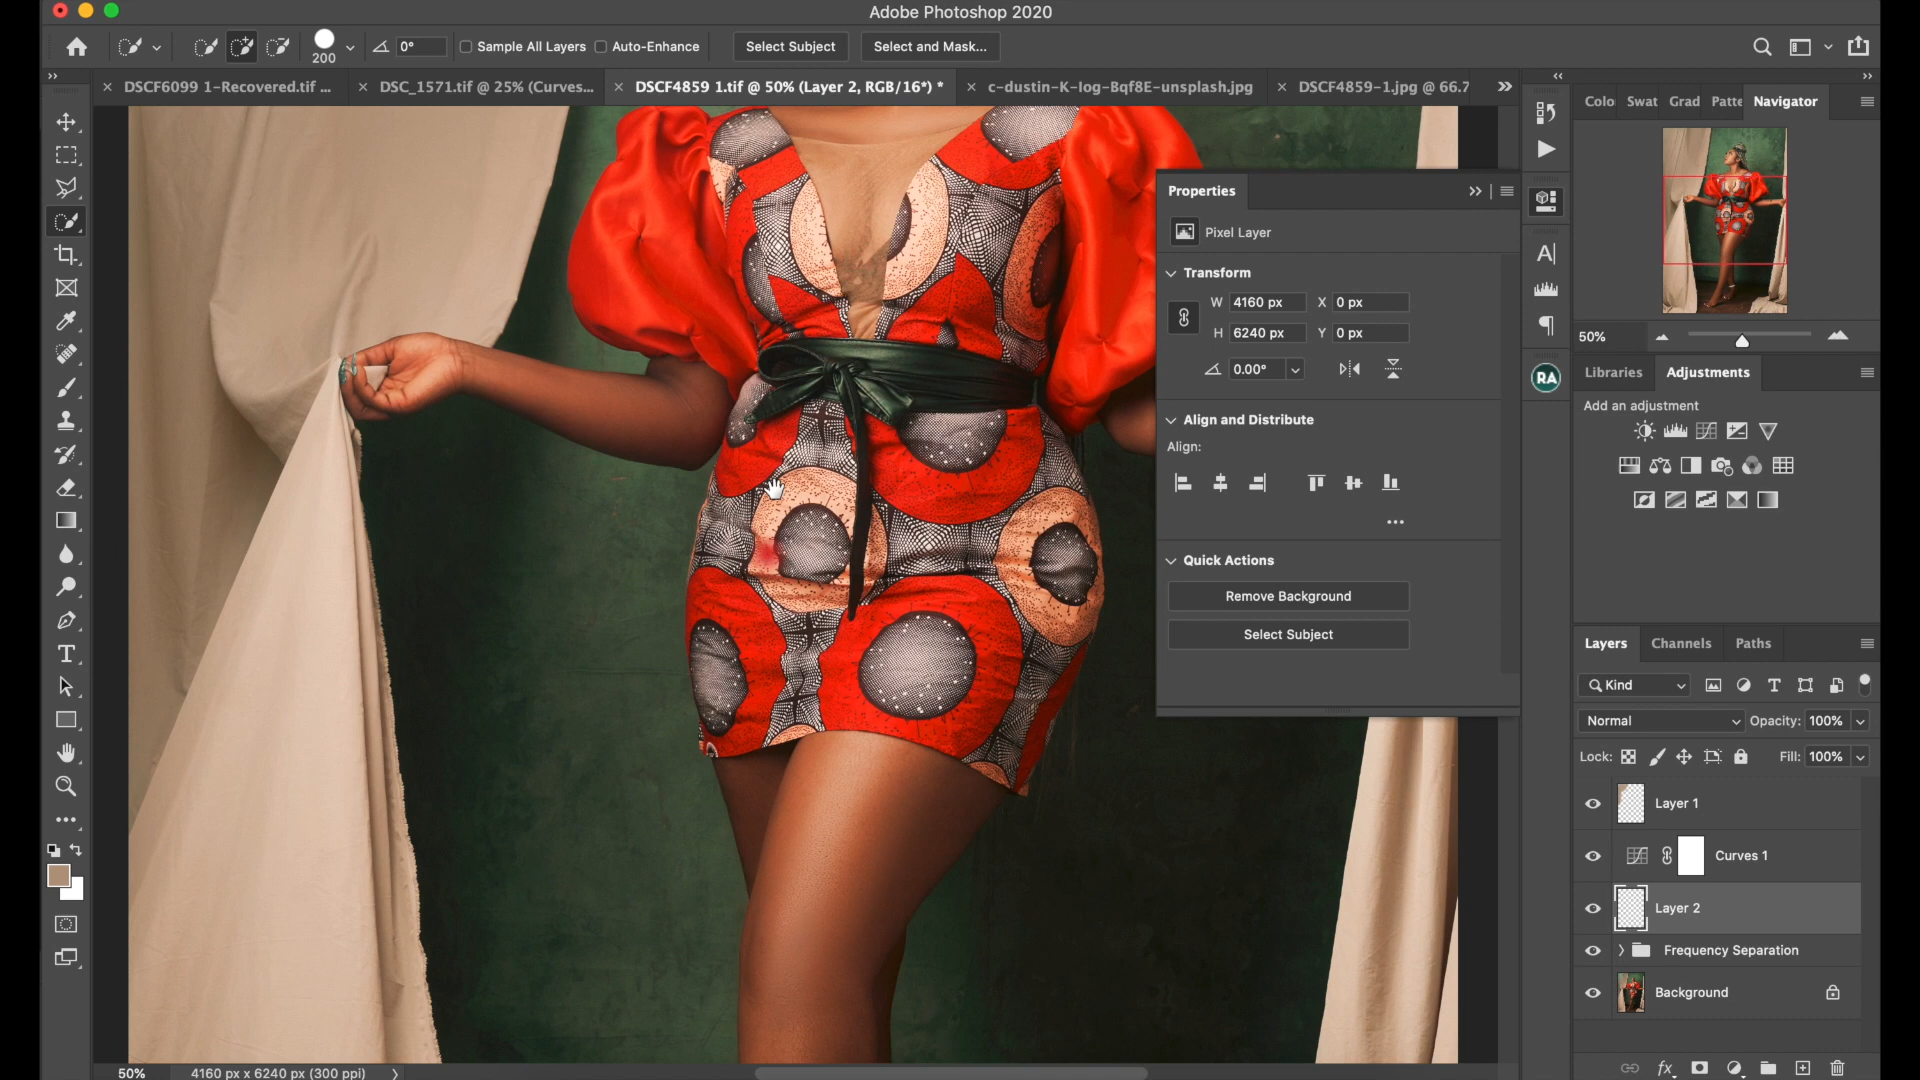 Adobe Photoshop 2020
200
0°
Sample All Layers
Auto-Enhance
Select Subject
Select and Mask...
DSCF6099 1-Recovered.tif ...
DSC_1571.tif @ 25% (Curves...
DSCF4859 1.tif @ 50% (Layer 2, RGB/16*) *
c-dustin-K-Iog-Bqf8E-unsplash.jpg
DSCF4859-1.jpg @ 66.7
Colo
Swat
Grad
Patte
Navigator
Properties
Pixel Layer
Transform
W 4160 px X 0 px
H 6240 px Y 0 px
0.00°
Align and Distribute
Align:
Quick Actions
Remove Background
Select Subject
RA
50%
Libraries
Adjustments
Add an adjustment
Layers
Channels
Paths
Kind
Normal
Opacity: 100%
Lock:
Fill: 100%
Layer 1
Curves 1
Layer 2
Frequency Separation
Background
50%
4160 px x 6240 px (300 ppi)